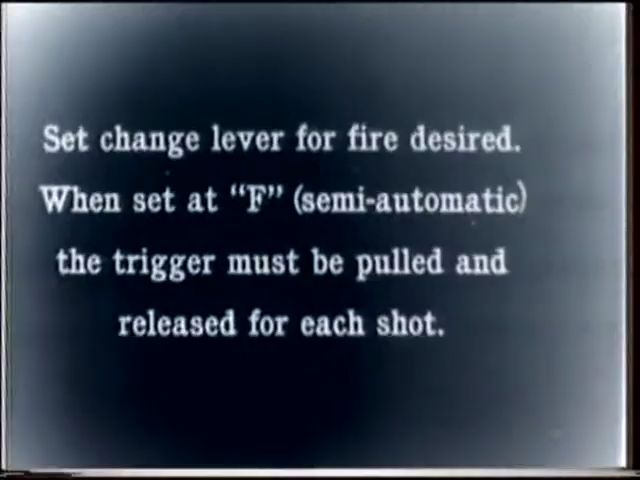 Set change lever for fire desired.
When set at “F” (semi-automatic)
the trigger must be pulled and
released for each shot.